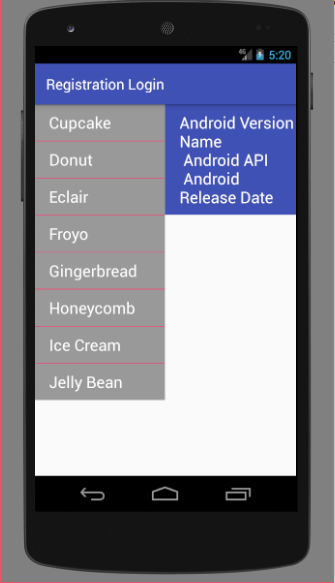 5:20
Registration Login
Cupcake
Donut
Eclair
Froyo
Gingerbread
Honeycomb
Ice Cream
Jelly Bean
Android Version
Name
Android API
Android
Release Date